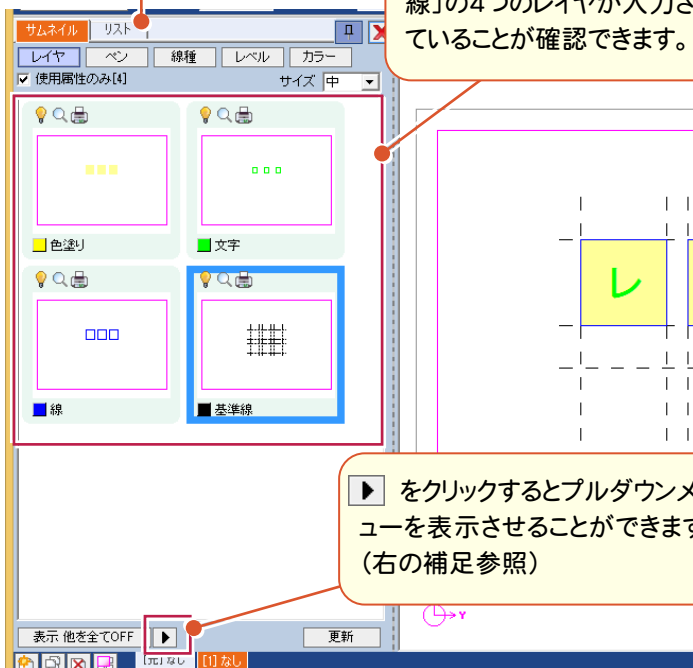 線」の4つのレイヤが入力さ
ていることが確認できます。
サムネイル リスト
レイヤ ペン 線種 レベル カラー
使用属性のみ[4] サイズ 中
色塗り 文字
線 基準線
レ
をクリックするとプルダウンメ
ューを表示させることができます
(右の補足参照)
Y
表示 他を全てOFF 更新
[元] なし [1] なし